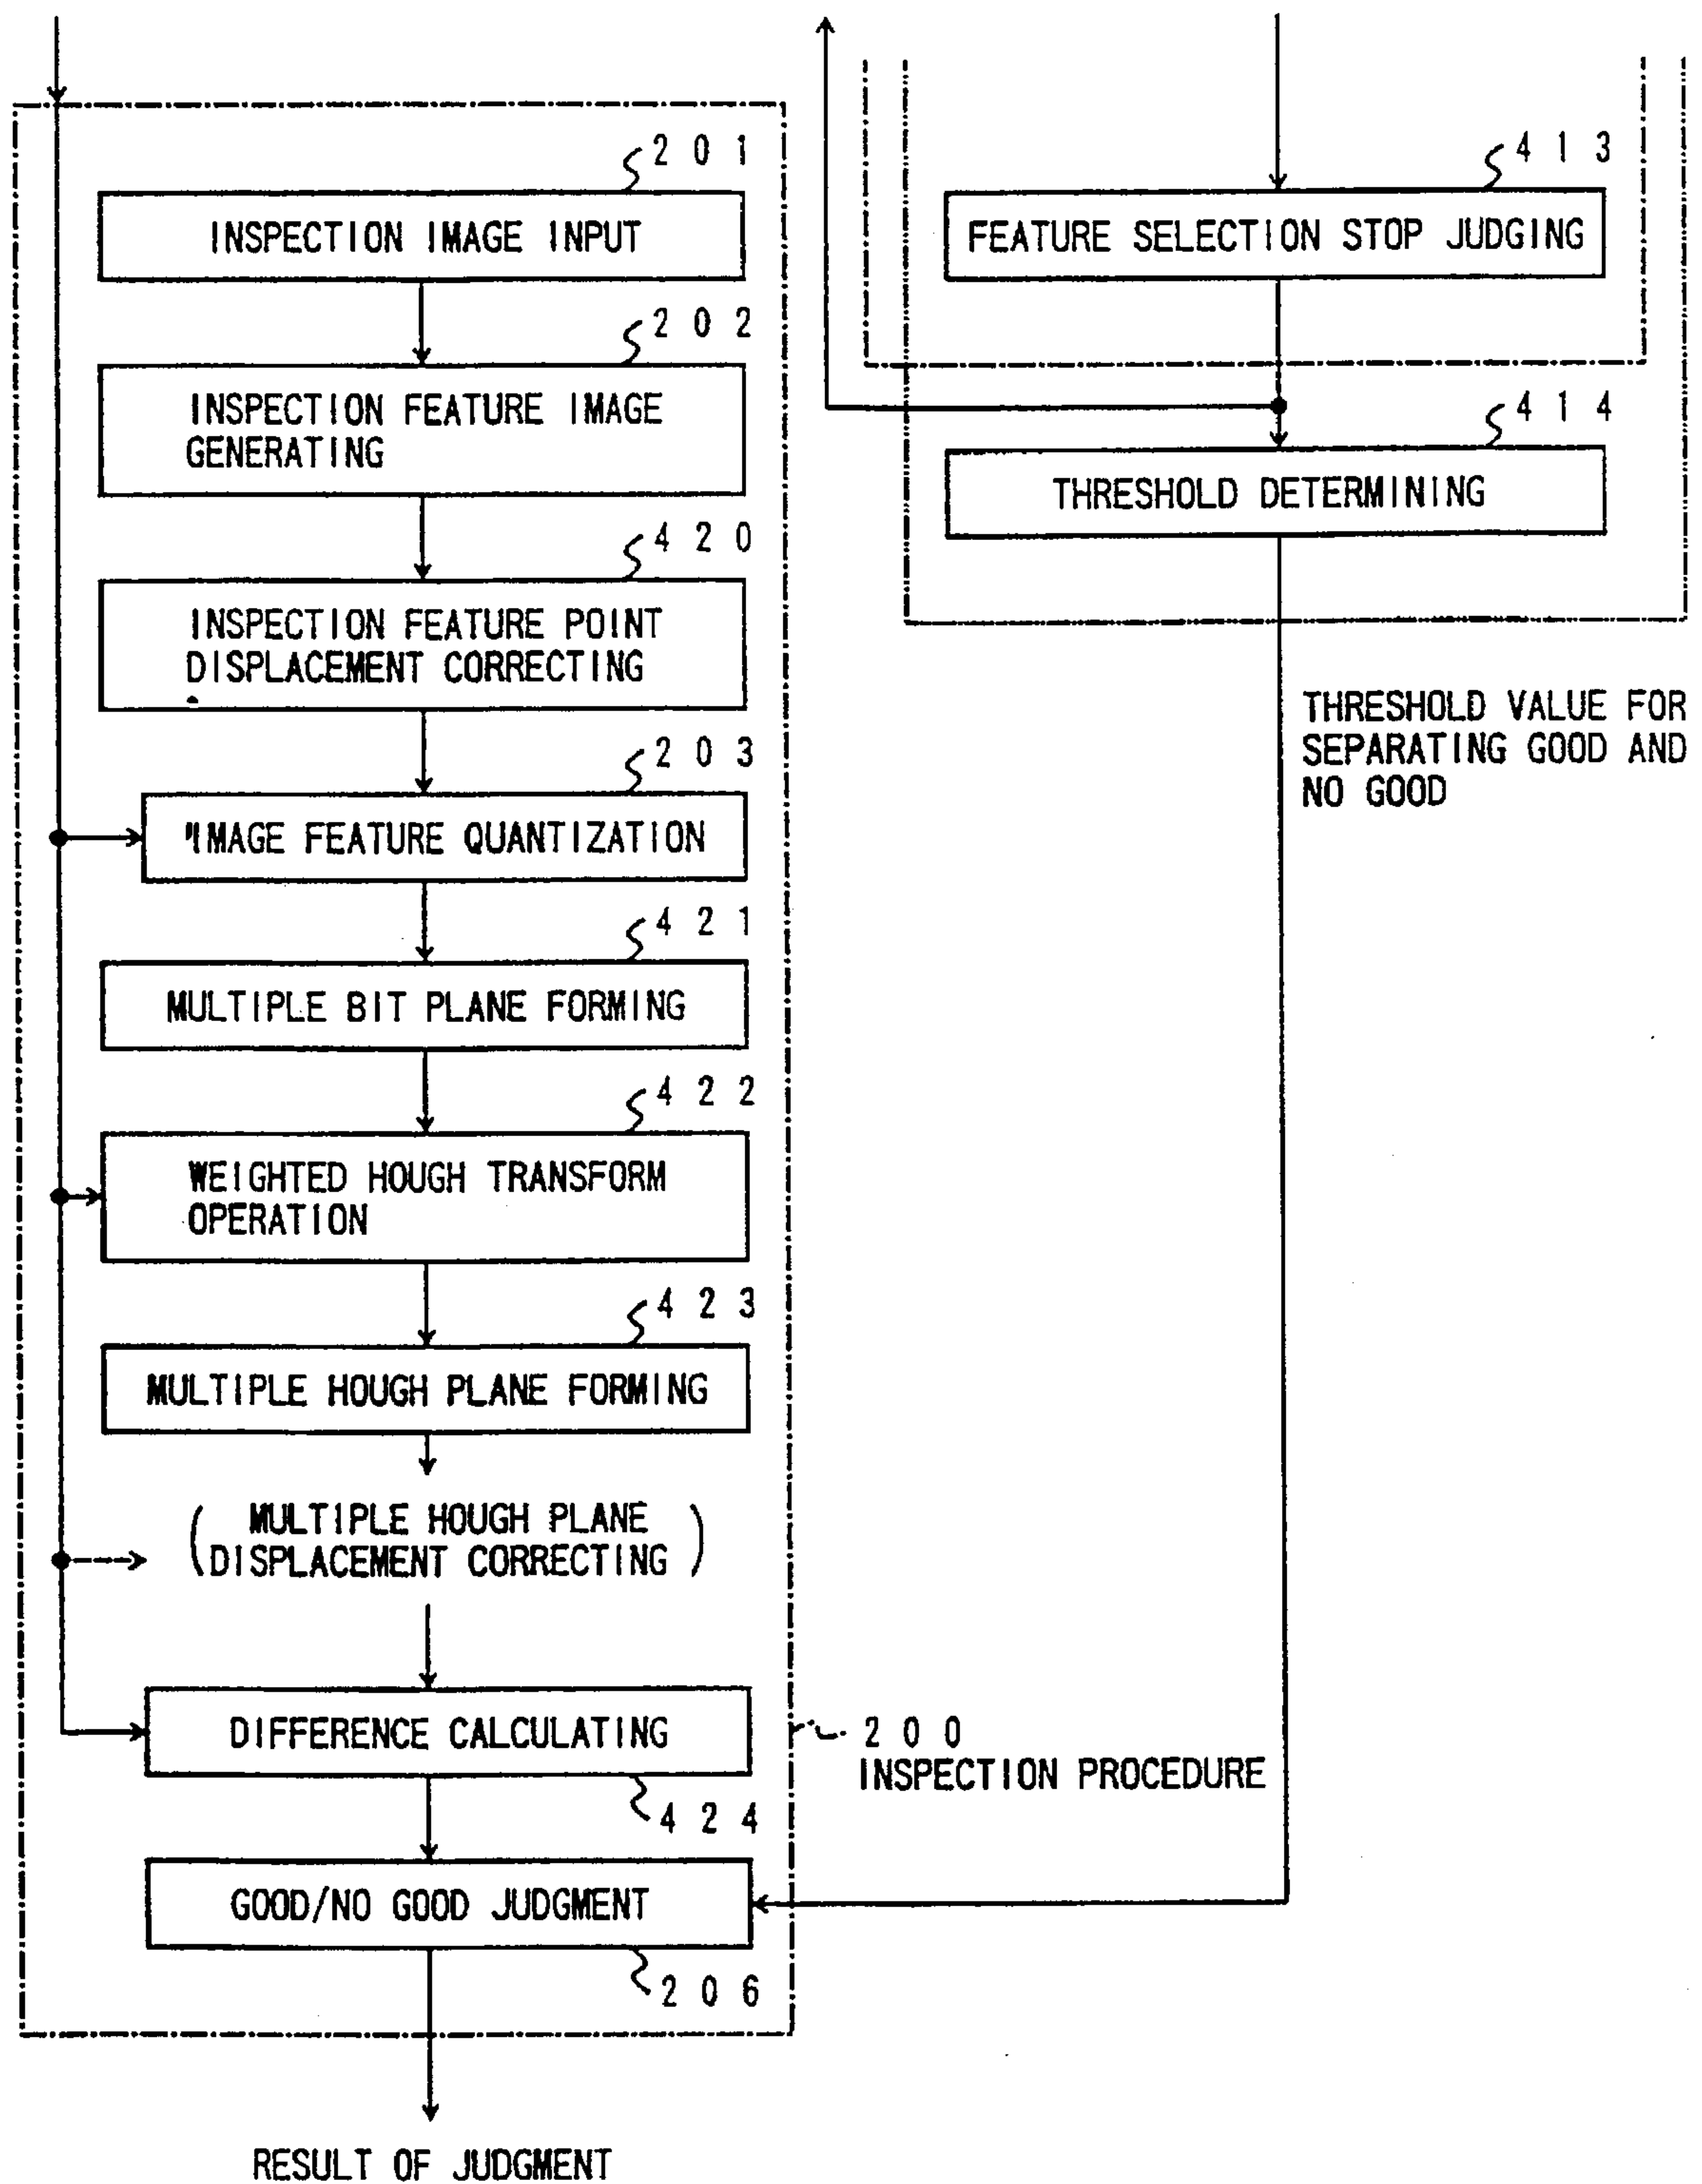 201
INSPECTION IMAGE INPUT
202
INSPECTION FEATURE IMAGE
GENERATING
420
INSPECTION FEATURE POINT
DISPLACEMENT CORRECTING
203
IMAGE FEATURE QUANTIZATION
421
MULTIPLE BIT PLANE FORMING
422
WEIGHTED HOUGH TRANSFORM
OPERATION
423
MULTIPLE HOUGH PLANE FORMING
( MULTIPLE HOUGH PLANE
DISPLACEMENT CORRECTING )
DIFFERENCE CALCULATING
424
GOOD/NO GOOD JUDGMENT
206
RESULT OF JUDGMENT
200
INSPECTION PROCEDURE
413
FEATURE SELECTION STOP JUDGING
414
THRESHOLD DETERMINING
THRESHOLD VALUE FOR
SEPARATING GOOD AND
NO GOOD